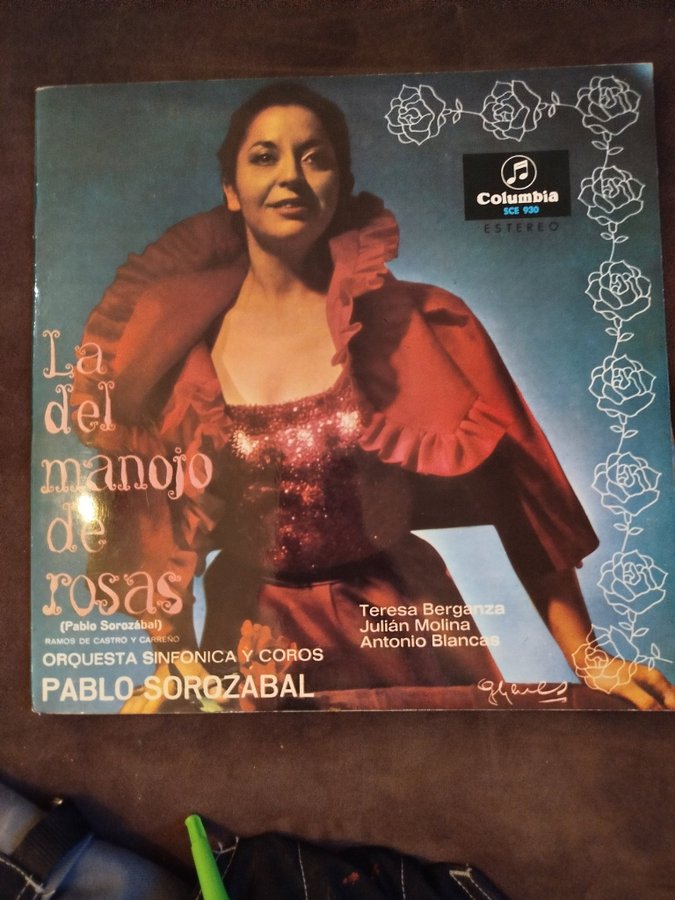 Columbia
SCE 930
ESTEREO
La
del
manojo
de
rosas
(Pablo Sorozábal)
RAMOS DE CASTRO Y CARREÑO
ORQUESTA SINFONICA Y COROS
PABLO SOROZABAL
Teresa Berganza
Julián Molina
Antonio Blancas